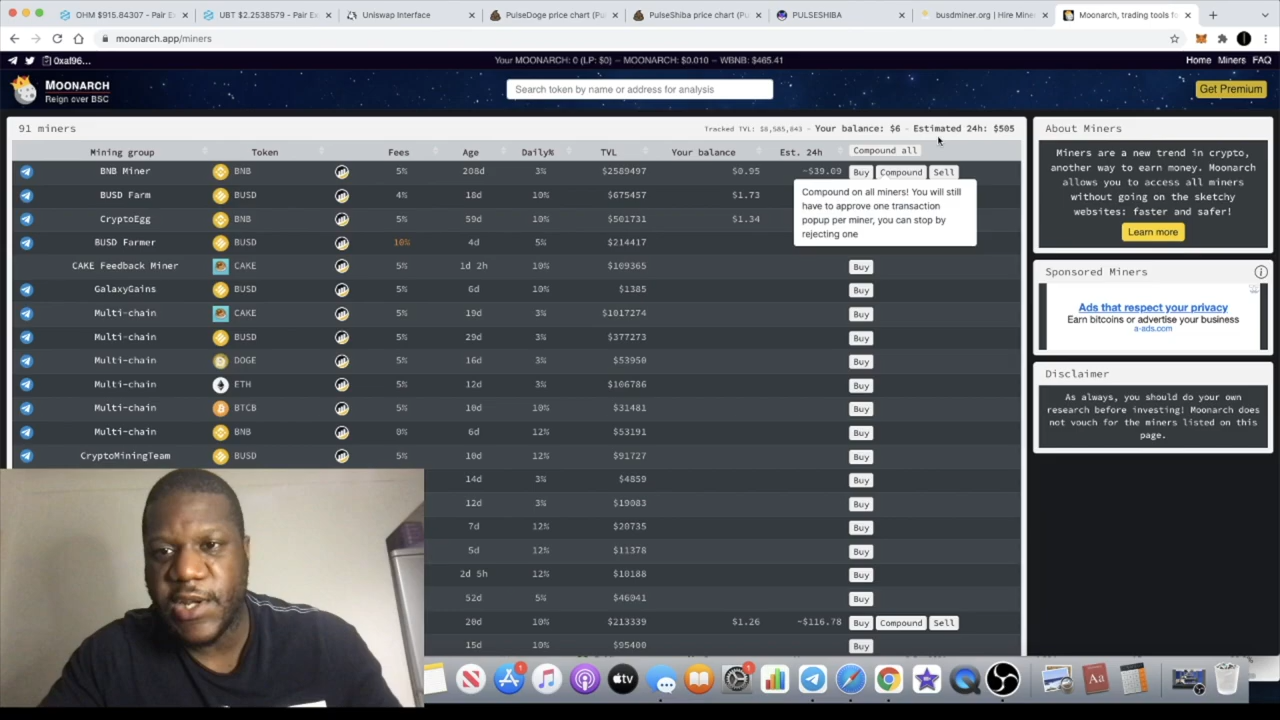 OHM $915.84307 - Pair E
UBT $2.2538579 - Pair Ex
Uniswap Interface
PulseDoge price chart (Pu
PulseShiba price chart (Pu
PULSESHIBA
busdminer.org | Hire Mine
Moonarch, trading tools f
moonarch.app/miners
0xaf96...
Your MOONARCH: 0 (LP: $0) — MOONARCH: $0.010 — WBNB: $465.41
Home Miners FAQ
MOONARCH
Reign over BSC
Search token by name or address for analysis
Get Premium
91 miners
Tracked TVL: $8,585,843 - Your balance: $6 - Estimated 24h: $505
Mining group Token Fees Age Daily% TVL Your balance Est. 24h Compound all
BNB Miner BNB 5% 208d 3% $2589497 $0.95 ~$39.09 Buy Compound Sell
BUSD Farm BUSD 4% 18d 10% $675457 $1.73
CryptoEgg BNB 5% 59d 10% $501731 $1.34
BUSD Farmer BUSD 10% 4d 5% $214417
Compound on all miners! You will still
have to approve one transaction
popup per miner, you can stop by
rejecting one
CAKE Feedback Miner CAKE 5% 1d 2h 10% $109365 Buy
GalaxyGains BUSD 5% 6d 10% $1385 Buy
Multi-chain CAKE 5% 19d 3% $1017274 Buy
Multi-chain BUSD 5% 29d 3% $377273 Buy
Multi-chain DOGE 5% 16d 3% $53950 Buy
Multi-chain ETH 5% 12d 3% $106786 Buy
Multi-chain BTCB 5% 10d 10% $31481 Buy
Multi-chain BNB 0% 6d 12% $53191 Buy
CryptoMiningTeam BUSD 5% 10d 12% $91727 Buy
14d 3% $4859 Buy
12d 3% $19083 Buy
7d 12% $20735 Buy
5d 12% $11378 Buy
2d 5h 12% $10188 Buy
52d 5% $46041 Buy
20d 10% $213339 $1.26 ~$116.78 Buy Compound Sell
15d 10% $95400 Buy
About Miners
Miners are a new trend in crypto,
another way to earn money. Moonarch
allows you to access all miners
without going on the sketchy
websites: faster and safer!
Learn more
Sponsored Miners
Ads that respect your privacy
Earn bitcoins or advertise your business
a-ads.com
Disclaimer
As always, you should do your own
research before investing! Moonarch does
not vouch for the miners listed on this
page.
1
1
tv
Aa